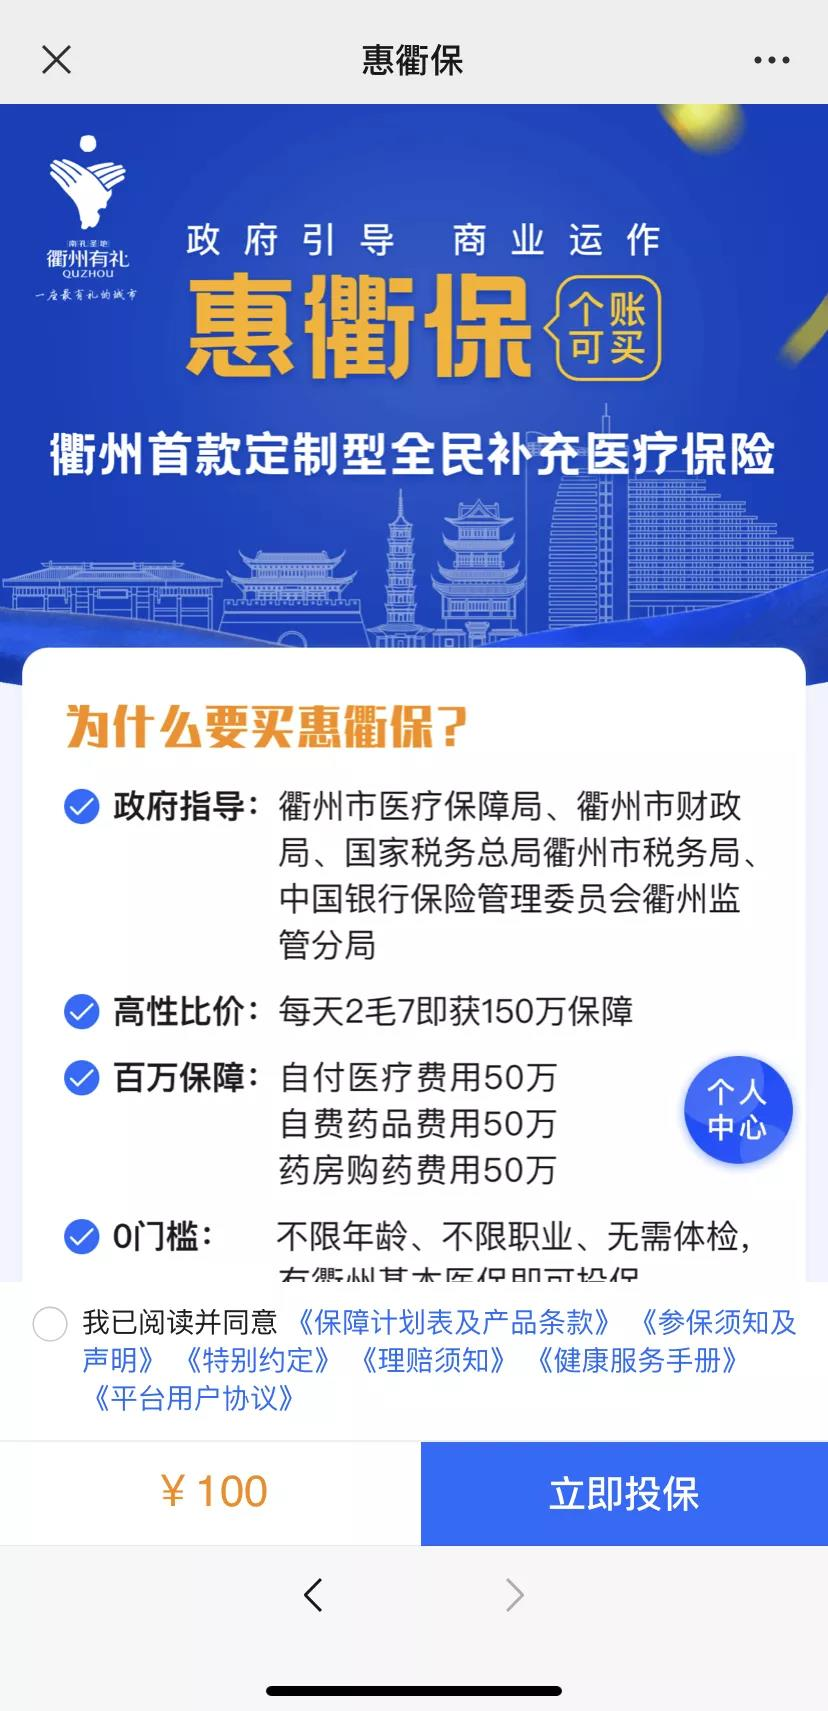 惠衢保
政府引导 商业运作
南孔圣地
衢州有礼
QUZHOU
一座最有礼的城市
惠衢保
个账
可买
衢州首款定制型全民补充医疗保险
为什么要买惠衢保?
政府指导：衢州市医疗保障局、衢州市财政
局、国家税务总局衢州市税务局、
中国银行保险管理委员会衢州监
管分局
高性比价：每天2毛7即获150万保障
百万保障：自付医疗费用50万
自费药品费用50万
药房购药费用50万
个人
中心
0门槛：不限年龄、不限职业、无需体检，
有衢州基本医保即可投保
我已阅读并同意《保障计划表及产品条款》《参保须知及
声明》《特别约定》《理赔须知》《健康服务手册》
《平台用户协议》
¥100
立即投保